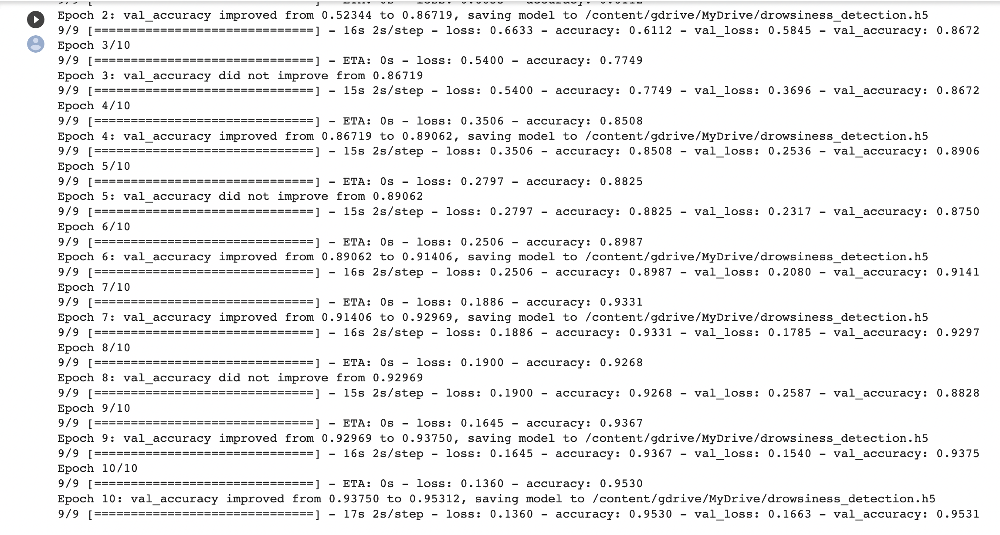 Epoch 2: val_accuracy improved from 0.52344 to 0.86719, saving model to /content/gdrive/MyDrive/drowsiness_detection.h5
9/9 [==============================] - 16s 2s/step - loss: 0.6633 - accuracy: 0.6112 - val_loss: 0.5845 - val_accuracy: 0.8672
Epoch 3/10
9/9 [==============================] - ETA: 0s - loss: 0.5400 - accuracy: 0.7749
Epoch 3: val_accuracy did not improve from 0.86719
9/9 [==============================] - 15s 2s/step - loss: 0.5400 - accuracy: 0.7749 - val_loss: 0.3696 - val_accuracy: 0.8672
Epoch 4/10
9/9 [==============================] - ETA: 0s - loss: 0.3506 - accuracy: 0.8508
Epoch 4: val_accuracy improved from 0.86719 to 0.89062, saving model to /content/gdrive/MyDrive/drowsiness_detection.h5
9/9 [==============================] - 15s 2s/step - loss: 0.3506 - accuracy: 0.8508 - val_loss: 0.2536 - val_accuracy: 0.8906
Epoch 5/10
9/9 [==============================] - ETA: 0s - loss: 0.2797 - accuracy: 0.8825
Epoch 5: val_accuracy did not improve from 0.89062
9/9 [==============================] - 15s 2s/step - loss: 0.2797 - accuracy: 0.8825 - val_loss: 0.2317 - val_accuracy: 0.8750
Epoch 6/10
9/9 [==============================] - ETA: 0s - loss: 0.2506 - accuracy: 0.8987
Epoch 6: val_accuracy improved from 0.89062 to 0.91406, saving model to /content/gdrive/MyDrive/drowsiness_detection.h5
9/9 [==============================] - 16s 2s/step - loss: 0.2506 - accuracy: 0.8987 - val_loss: 0.2080 - val_accuracy: 0.9141
Epoch 7/10
9/9 [==============================] - ETA: 0s - loss: 0.1886 - accuracy: 0.9331
Epoch 7: val_accuracy improved from 0.91406 to 0.92969, saving model to /content/gdrive/MyDrive/drowsiness_detection.h5
9/9 [==============================] - 16s 2s/step - loss: 0.1886 - accuracy: 0.9331 - val_loss: 0.1785 - val_accuracy: 0.9297
Epoch 8/10
9/9 [==============================] - ETA: 0s - loss: 0.1900 - accuracy: 0.9268
Epoch 8: val_accuracy did not improve from 0.92969
9/9 [==============================] - 15s 2s/step - loss: 0.1900 - accuracy: 0.9268 - val_loss: 0.2587 - val_accuracy: 0.8828
Epoch 9/10
9/9 [==============================] - ETA: 0s - loss: 0.1645 - accuracy: 0.9367
Epoch 9: val_accuracy improved from 0.92969 to 0.93750, saving model to /content/gdrive/MyDrive/drowsiness_detection.h5
9/9 [==============================] - 16s 2s/step - loss: 0.1645 - accuracy: 0.9367 - val_loss: 0.1540 - val_accuracy: 0.9375
Epoch 10/10
9/9 [==============================] - ETA: 0s - loss: 0.1360 - accuracy: 0.9530
Epoch 10: val_accuracy improved from 0.93750 to 0.95312, saving model to /content/gdrive/MyDrive/drowsiness_detection.h5
9/9 [==============================] - 17s 2s/step - loss: 0.1360 - accuracy: 0.9530 - val_loss: 0.1663 - val_accuracy: 0.9531